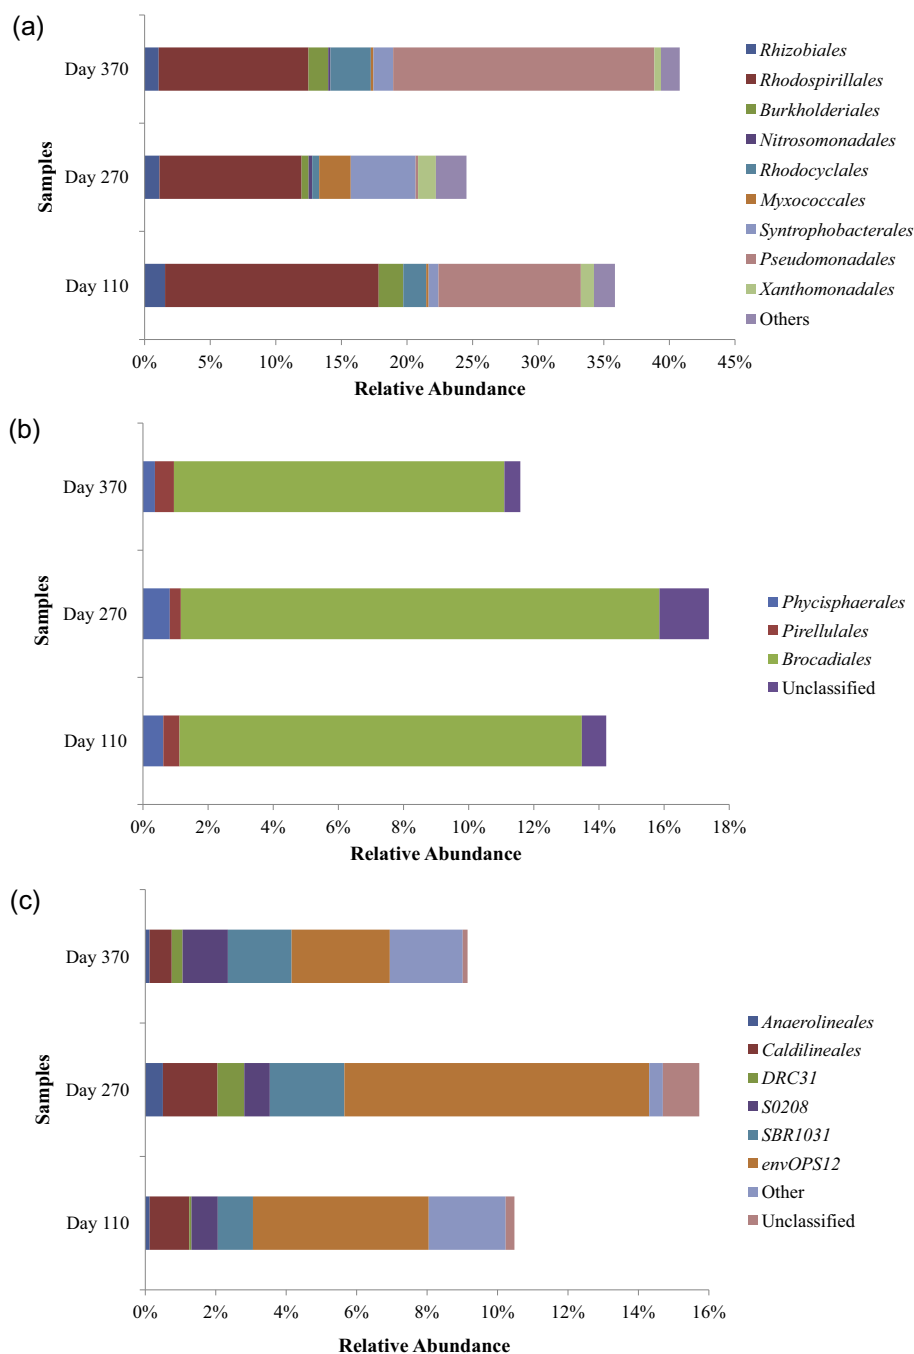 (a)
Day 370
Day 270
Day 110
Samples
0% 5% 10% 15% 20% 25% 30% 35% 40% 45%
Relative Abundance
Rhizobiales
Rhodospirillales
Burkholderiales
Nitrosomonadales
Rhodocyclales
Myxococcales
Syntrophobacterales
Pseudomonadales
Xanthomonadales
Others
(b)
Day 370
Day 270
Day 110
Samples
0% 2% 4% 6% 8% 10% 12% 14% 16% 18%
Relative Abundance
Phycisphaerales
Pirellulales
Brocadiales
Unclassified
(c)
Day 370
Day 270
Day 110
Samples
0% 2% 4% 6% 8% 10% 12% 14% 16%
Relative Abundance
Anaerolineales
Caldilineales
DRC31
S0208
SBR1031
envOPS12
Other
Unclassified